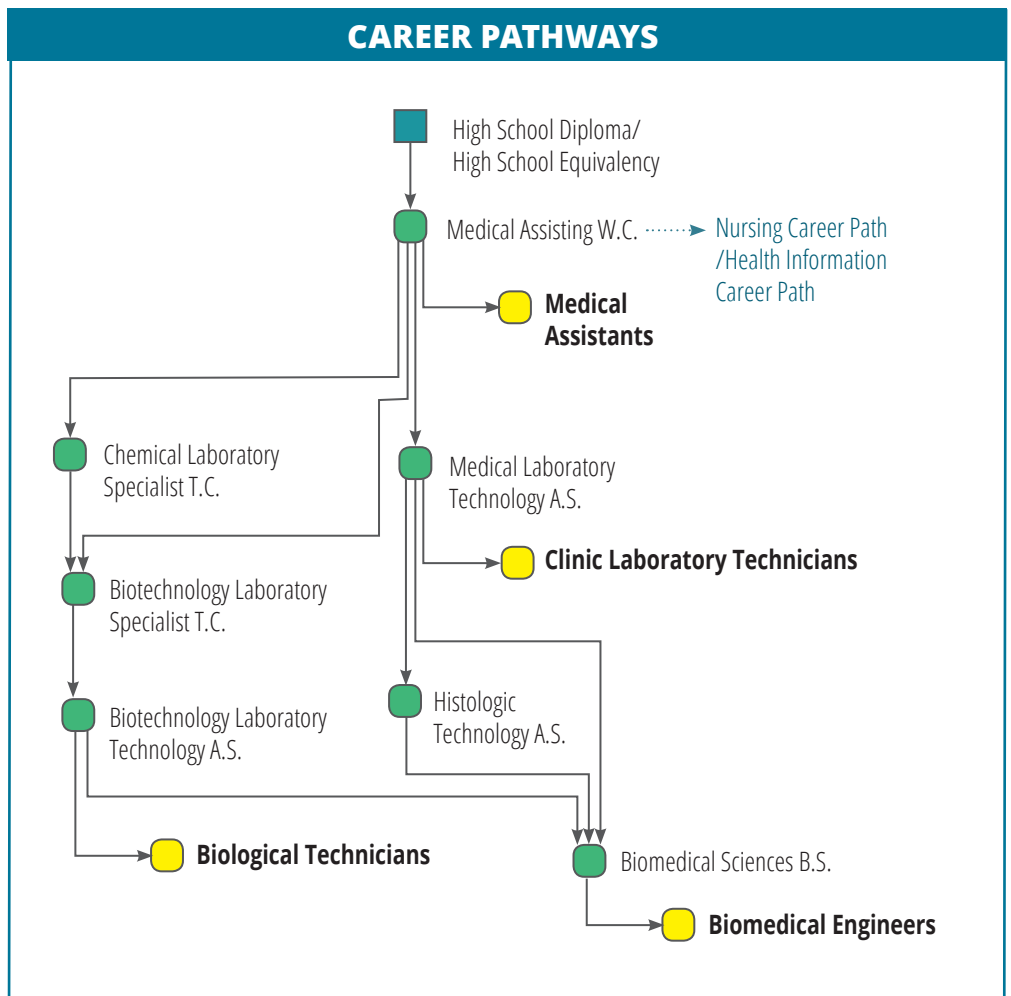 CAREER PATHWAYS
High School Diploma/
High School Equivalency
Medical Assisting W.C.
Nursing Career Path
/Health Information
Career Path
Medical
Assistants
Chemical Laboratory
Specialist T.C.
Medical Laboratory
Technology A.S.
Clinic Laboratory Technicians
Biotechnology Laboratory
Specialist T.C.
Biotechnology Laboratory
Technology A.S.
Histologic
Technology A.S.
Biological Technicians
Biomedical Sciences B.S.
Biomedical Engineers